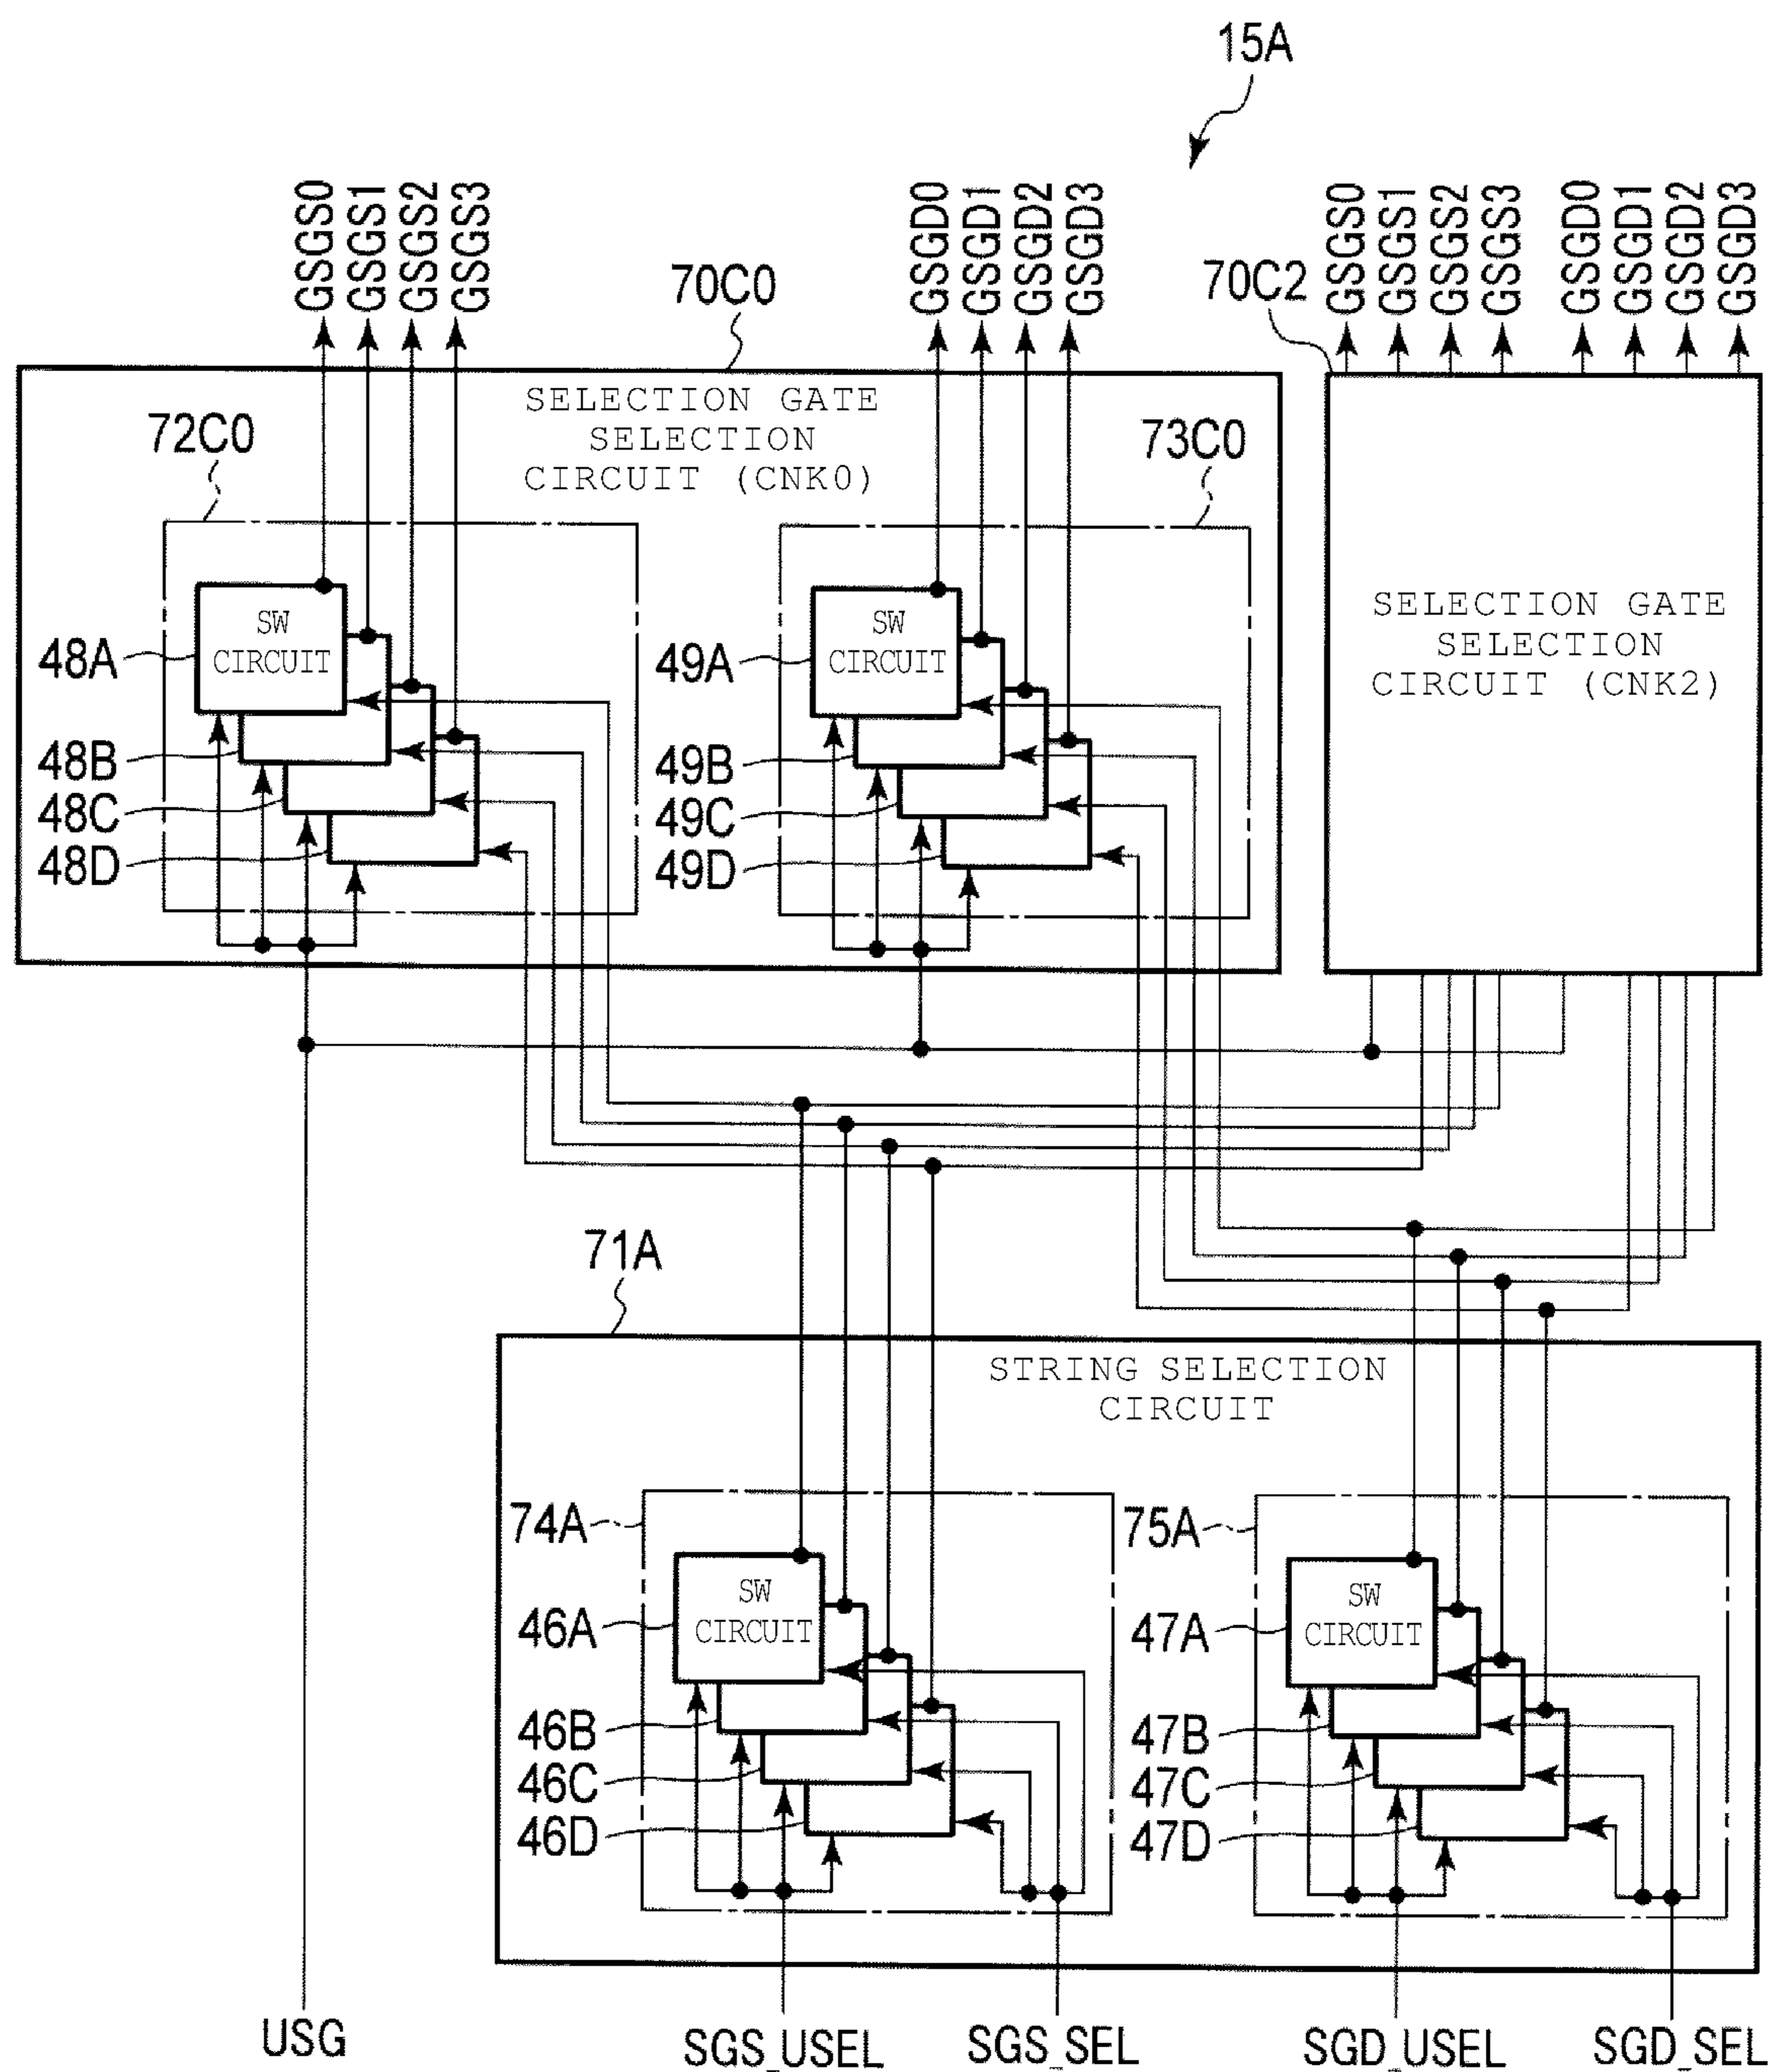 15A
GSGS0
GSGS1
GSGS2
GSGS3
GSGD0
GSGD1
GSGD2
GSGD3
GSGS0
GSGS1
GSGS2
GSGS3
GSGD0
GSGD1
GSGD2
GSGD3
70C0
70C2
SELECTION GATE
SELECTION
CIRCUIT (CNK0)
72C0
73C0
SW
CIRCUIT
48A
48B
48C
48D
SW
CIRCUIT
49A
49B
49C
49D
SELECTION GATE
SELECTION
CIRCUIT (CNK2)
71A
STRING SELECTION
CIRCUIT
74A
SW
CIRCUIT
46A
46B
46C
46D
75A
SW
CIRCUIT
47A
47B
47C
47D
USG
SGS_USEL
SGS_SEL
SGD_USEL
SGD_SEL